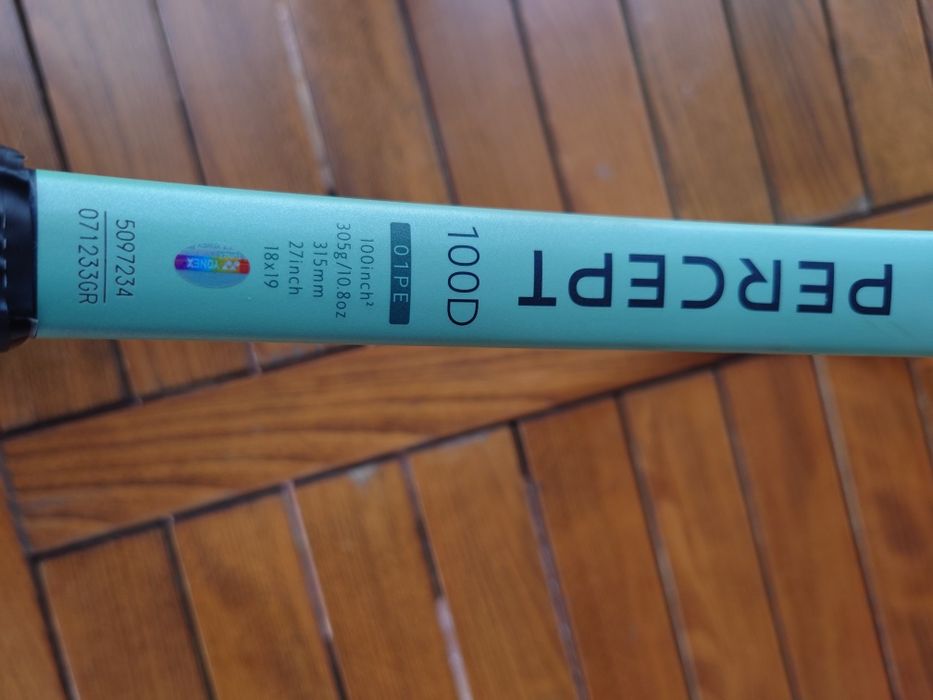 PERCEPT
100D
01PE
100inch²
305g/10.8oz
315mm
27inch
18x19
YONEX
5097234
071233GR